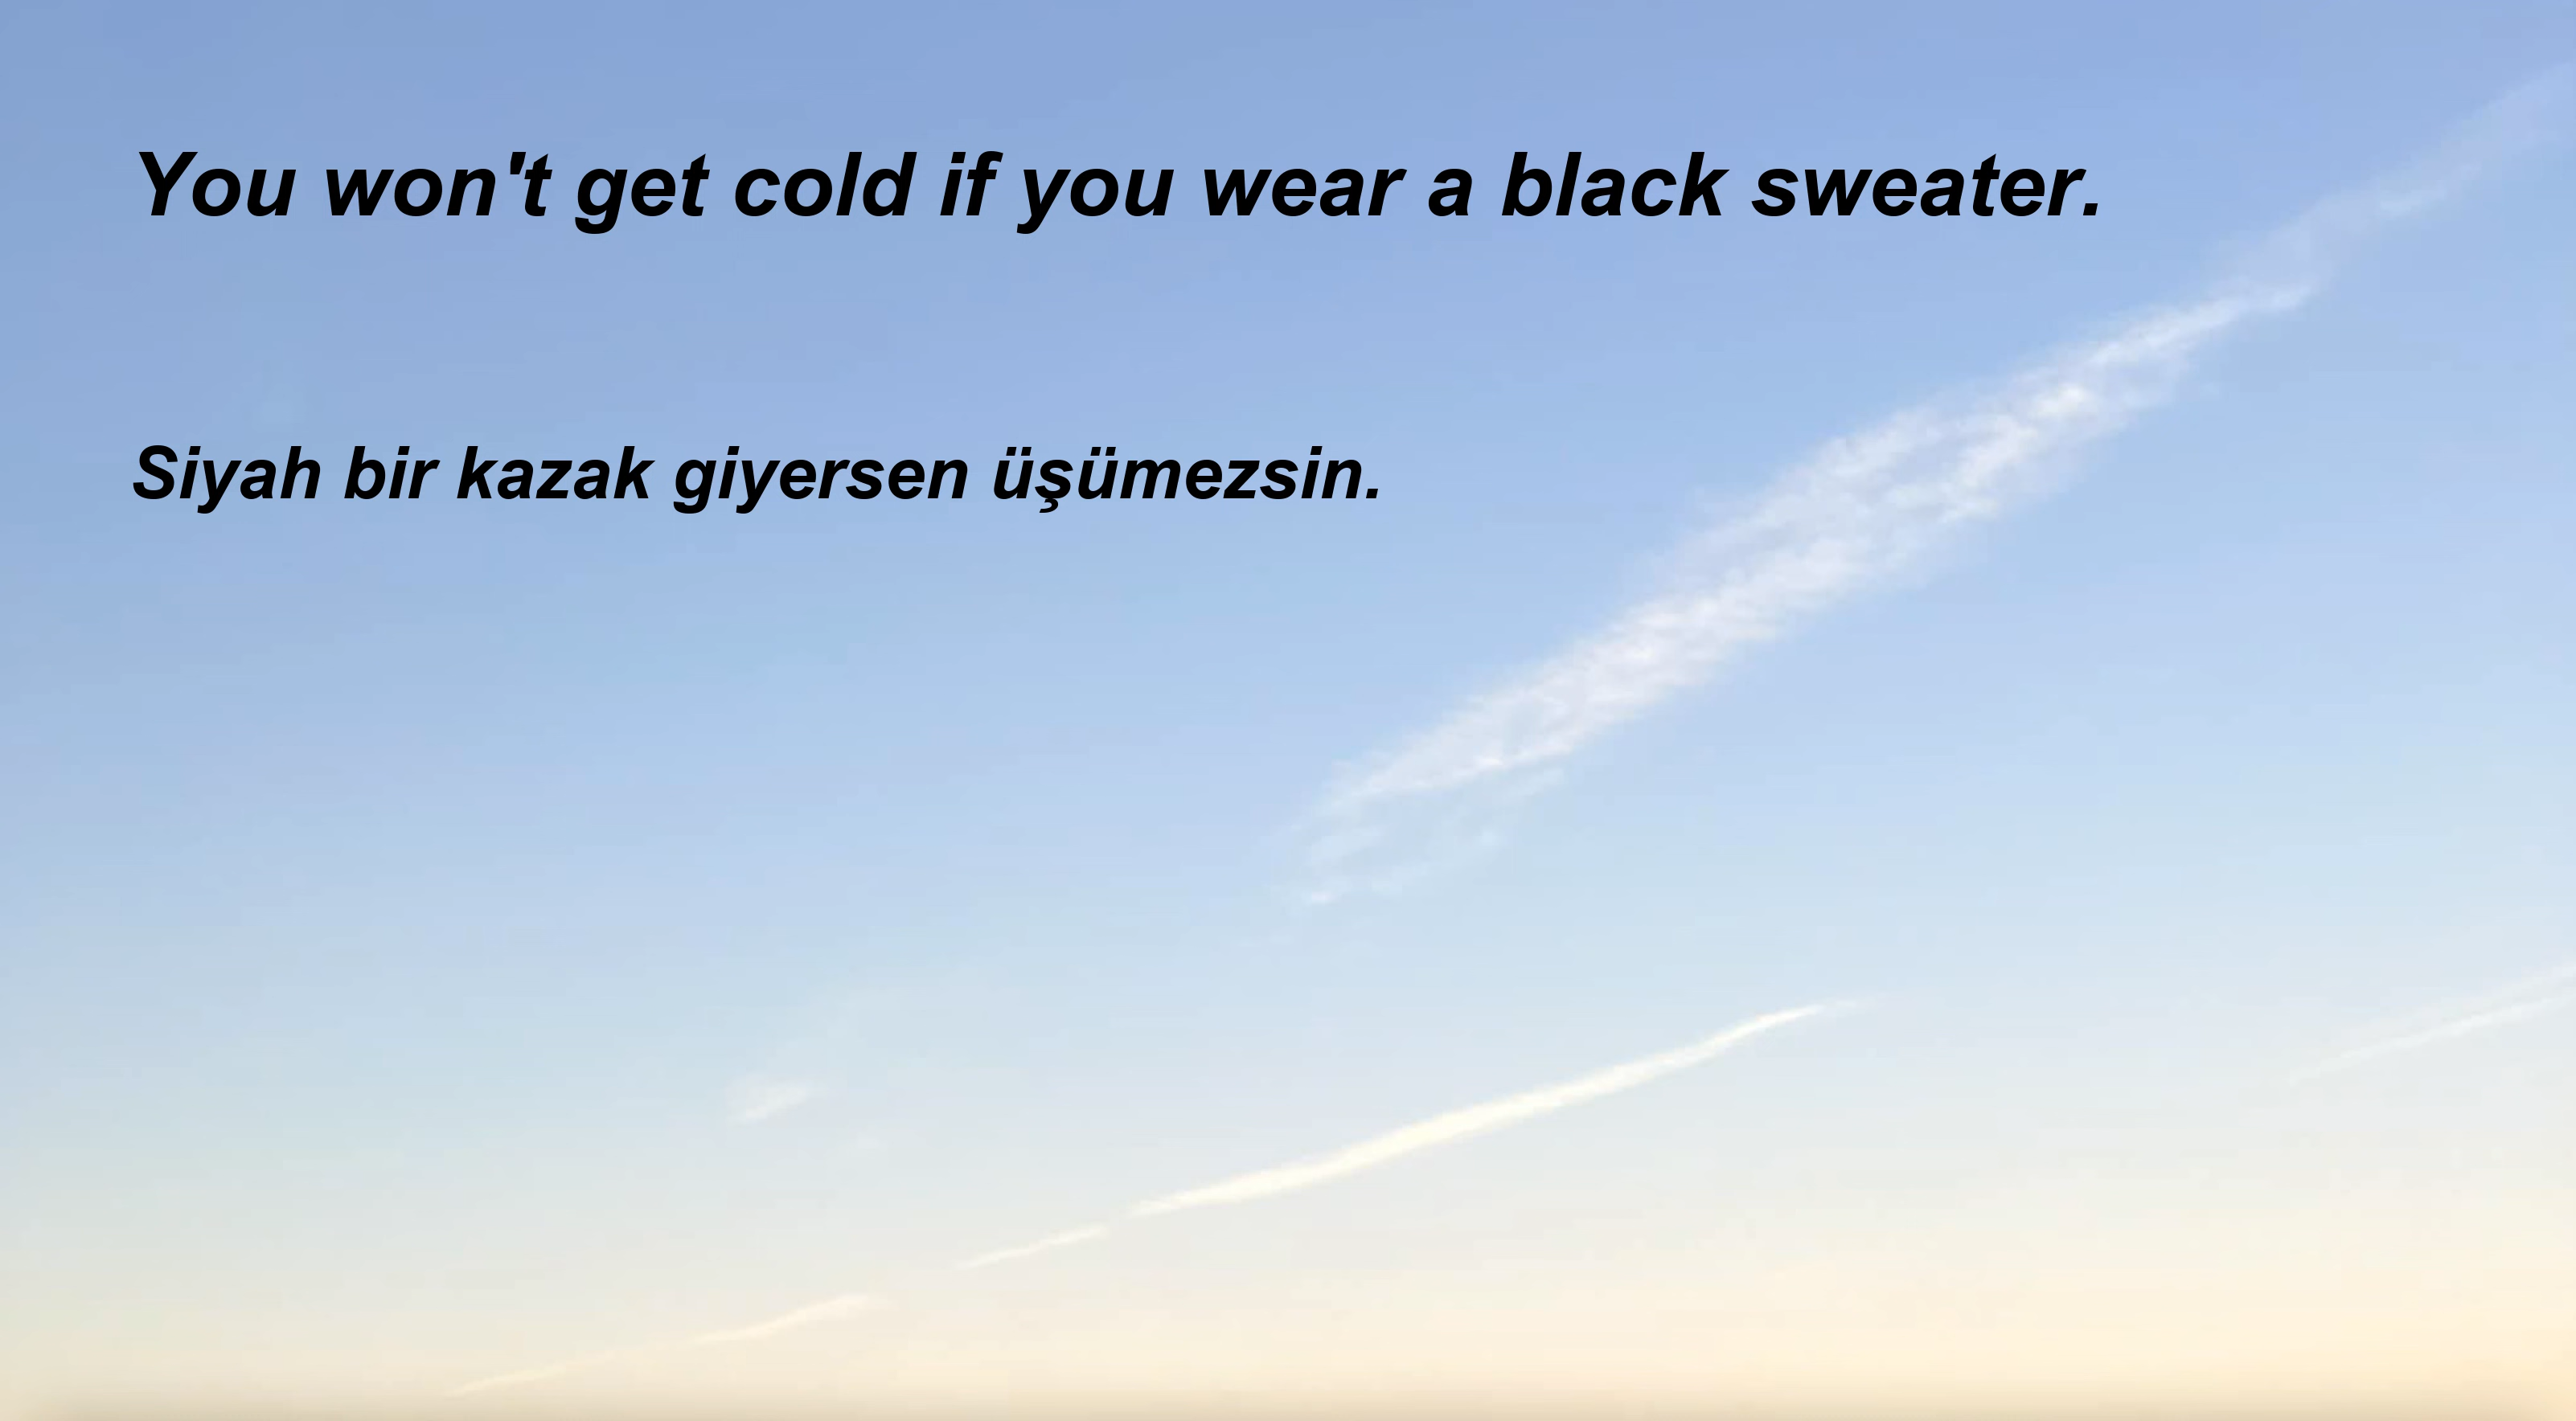 You won't get cold if you wear a black sweater.
Siyah bir kazak giyersen üşümezsin.